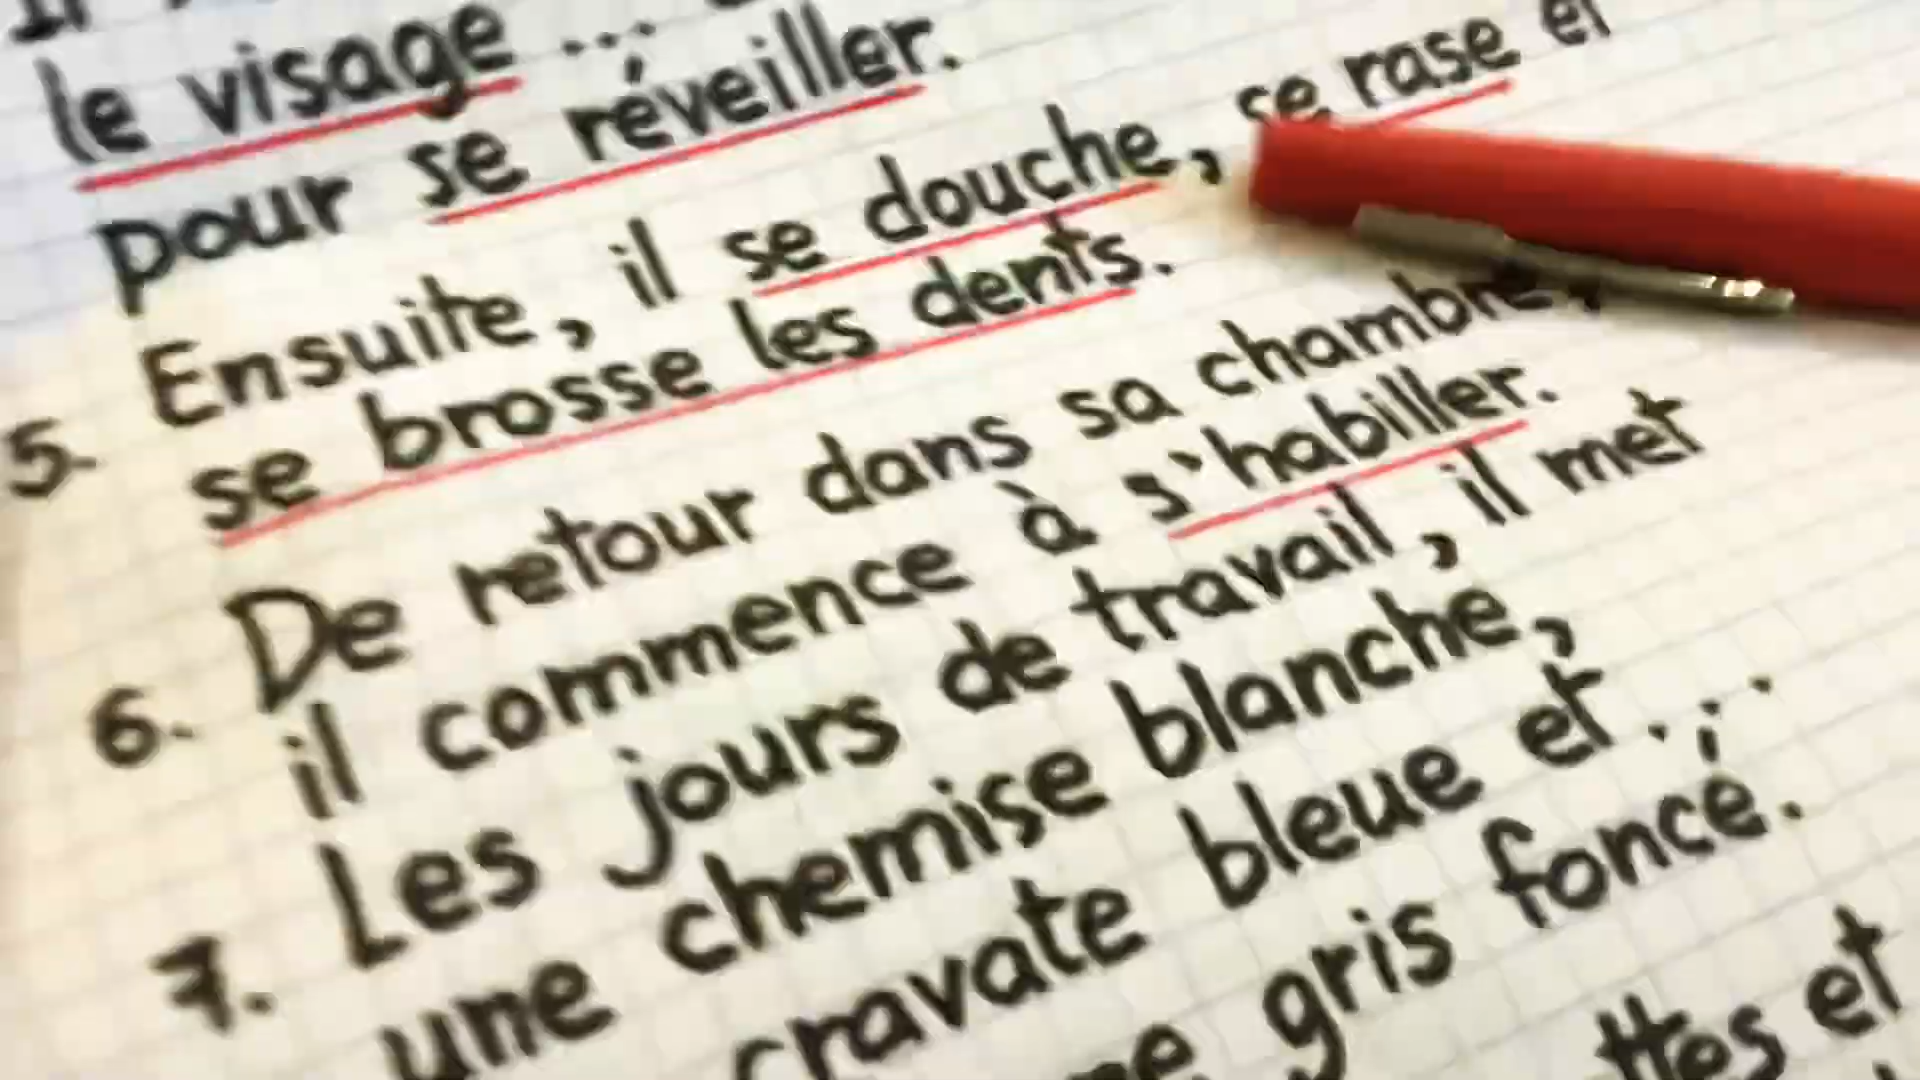 le visage ...
pour se réveiller.
5. Ensuite, il se douche, se rase et
se brosse les dents.
6. De retour dans sa chambre,
il commence à s'habiller.
7. Les jours de travail, il met
une chemise blanche,
cravate bleue et
gris foncé.
et